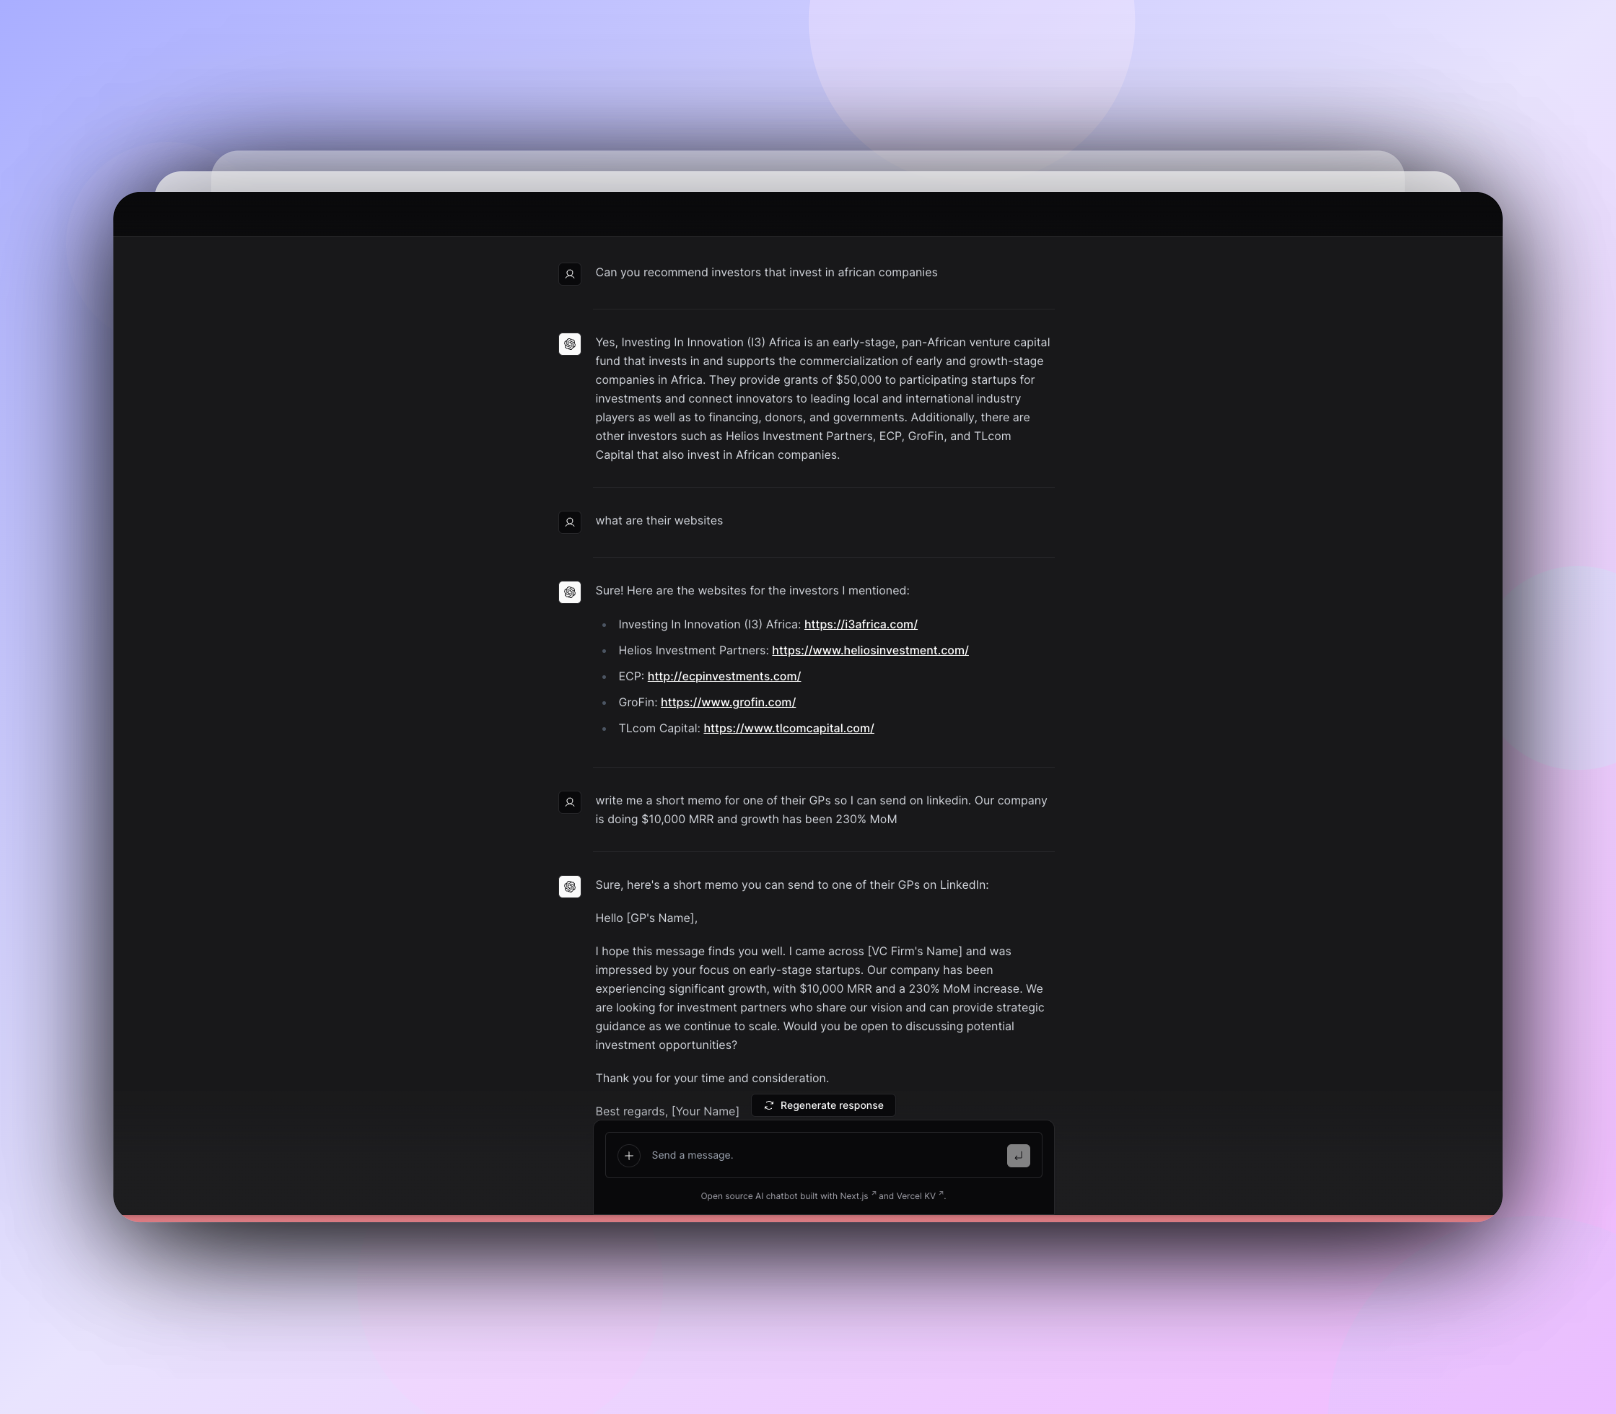 Can you recommend investors that invest in african companies
Yes, Investing In Innovation (I3) Africa is an early-stage, pan-African venture capital
fund that invests in and supports the commercialization of early and growth-stage
companies in Africa. They provide grants of $50,000 to participating startups for
investments and connect innovators to leading local and international industry
players as well as to financing, donors, and governments. Additionally, there are
other investors such as Helios Investment Partners, ECP, GroFin, and TLcom
Capital that also invest in African companies.
what are their websites
Sure! Here are the websites for the investors I mentioned:
• Investing In Innovation (I3) Africa: https://i3africa.com/
• Helios Investment Partners: https://www.heliosinvestment.com/
• ECP: http://ecpinvestments.com/
• GroFin: https://www.grofin.com/
• TLcom Capital: https://www.tlcomcapital.com/
write me a short memo for one of their GPs so I can send on linkedin. Our company
is doing $10,000 MRR and growth has been 230% MoM
Sure, here's a short memo you can send to one of their GPs on LinkedIn:
Hello [GP's Name],
I hope this message finds you well. I came across [VC Firm's Name] and was
impressed by your focus on early-stage startups. Our company has been
experiencing significant growth, with $10,000 MRR and a 230% MoM increase. We
are looking for investment partners who share our vision and can provide strategic
guidance as we continue to scale. Would you be open to discussing potential
investment opportunities?
Thank you for your time and consideration.
Best regards, [Your Name]
Regenerate response
Send a message.
Open source AI chatbot built with Next.js and Vercel KV.